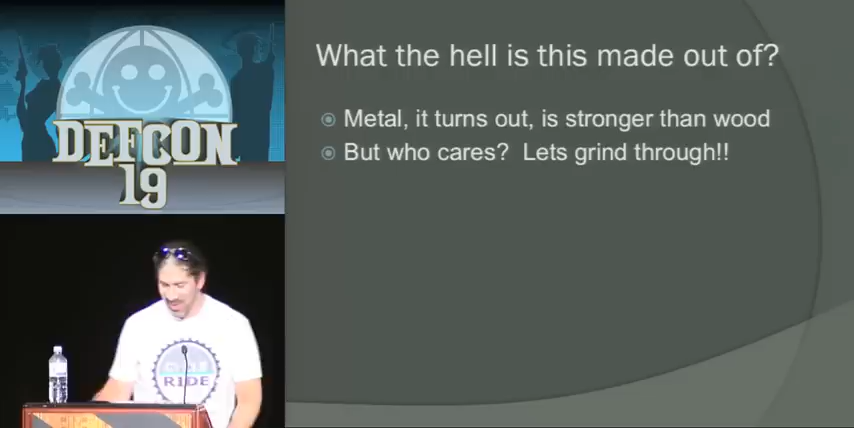 DEFCON
19
What the hell is this made out of?
Metal, it turns out, is stronger than wood
But who cares? Lets grind through!!
RIDE